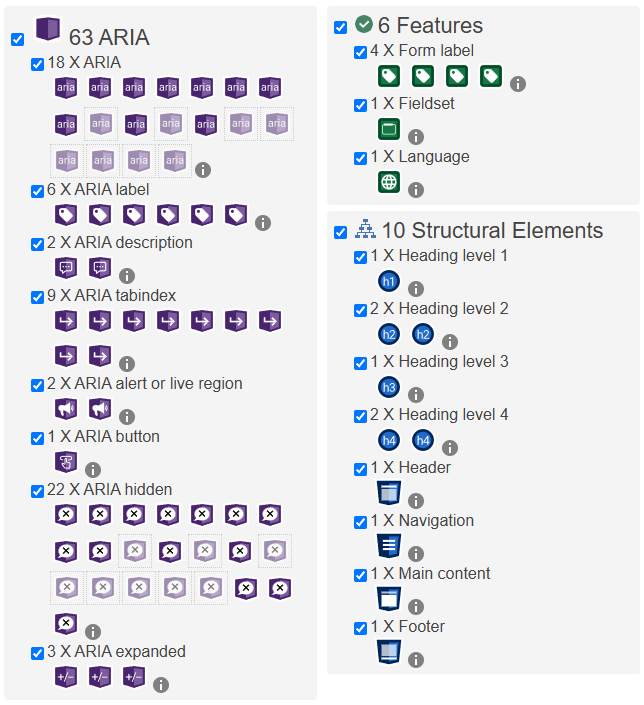 63 ARIA
18 X ARIA
aria aria aria aria aria aria aria
aria aria aria aria aria aria aria
aria aria aria aria
6 X ARIA label
2 X ARIA description
9 X ARIA tabindex
2 X ARIA alert or live region
1 X ARIA button
22 X ARIA hidden
3 X ARIA expanded
+/- +/- +/-
6 Features
4 X Form label
1 X Fieldset
1 X Language
10 Structural Elements
1 X Heading level 1
h1
2 X Heading level 2
h2 h2
1 X Heading level 3
h3
2 X Heading level 4
h4 h4
1 X Header
1 X Navigation
1 X Main content
1 X Footer